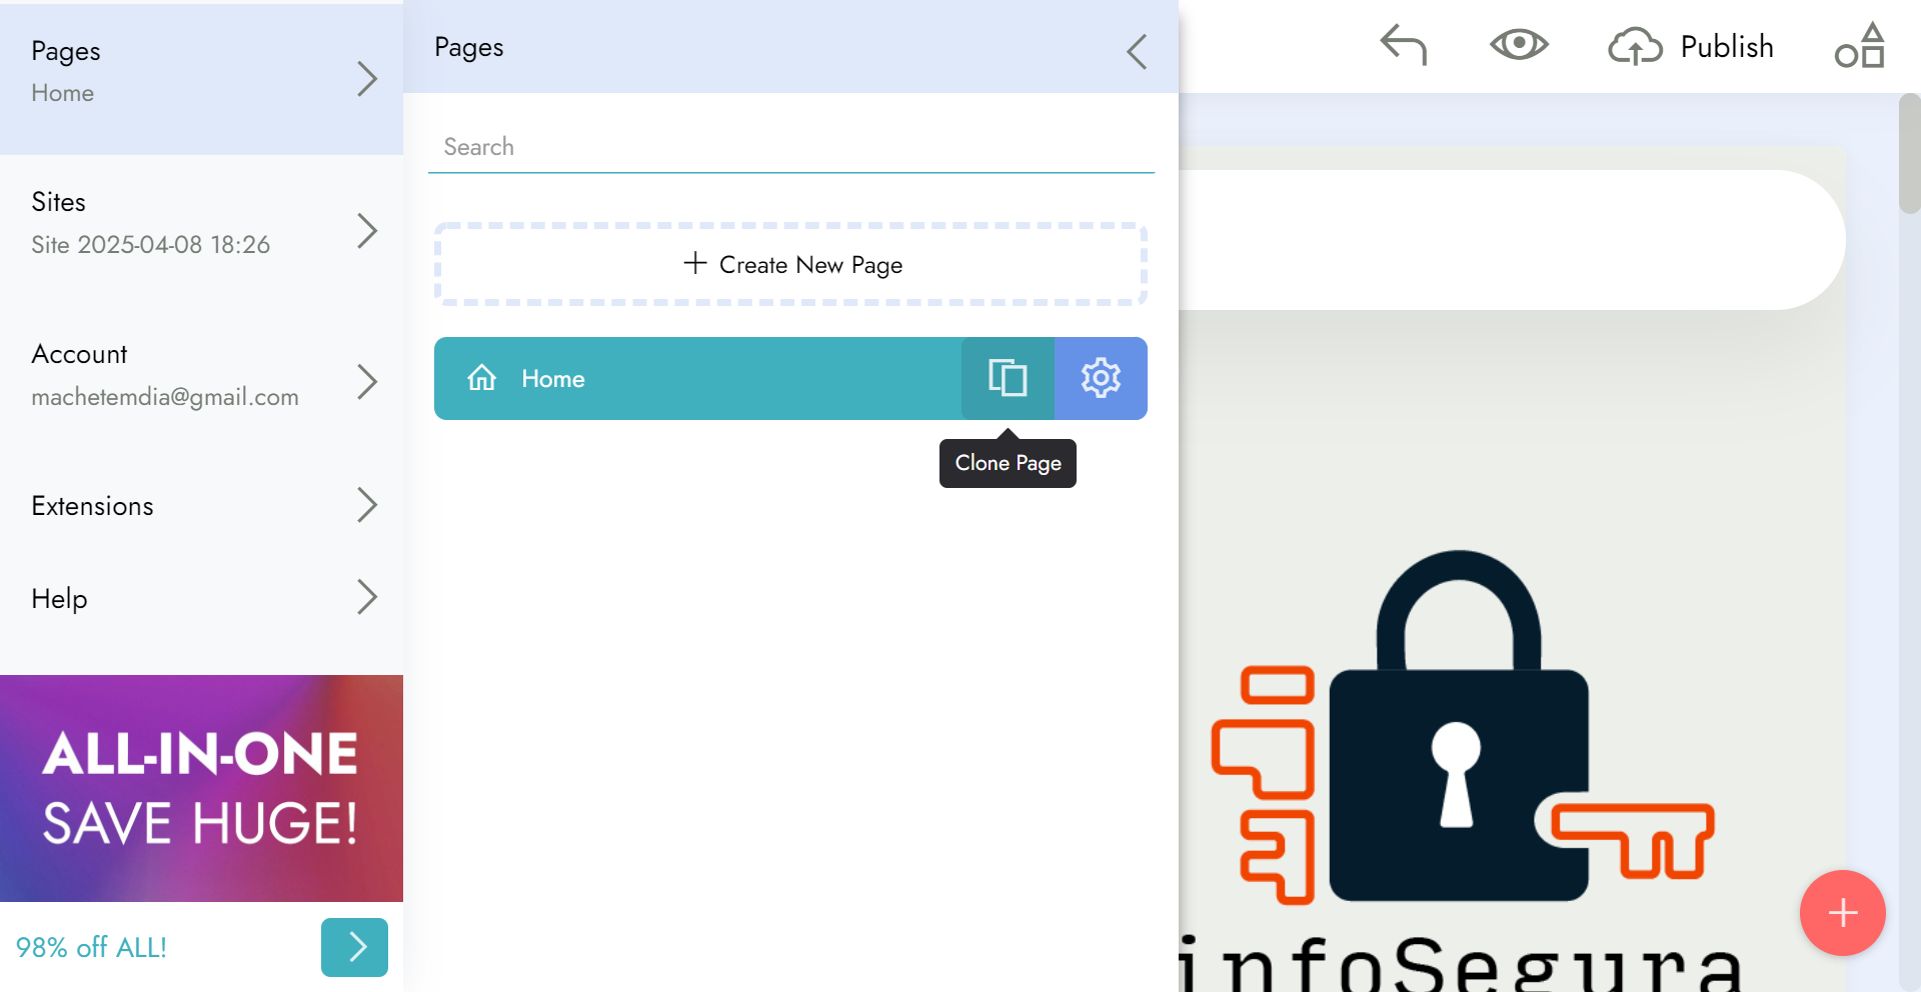 Pages
Home
Sites
Site 2025-04-08 18:26
Account
machetemdia@gmail.com
Extensions
Help
ALL-IN-ONE
SAVE HUGE!
98% off ALL!
Pages
Search
Create New Page
Home
Clone Page
Publish
infoSegura